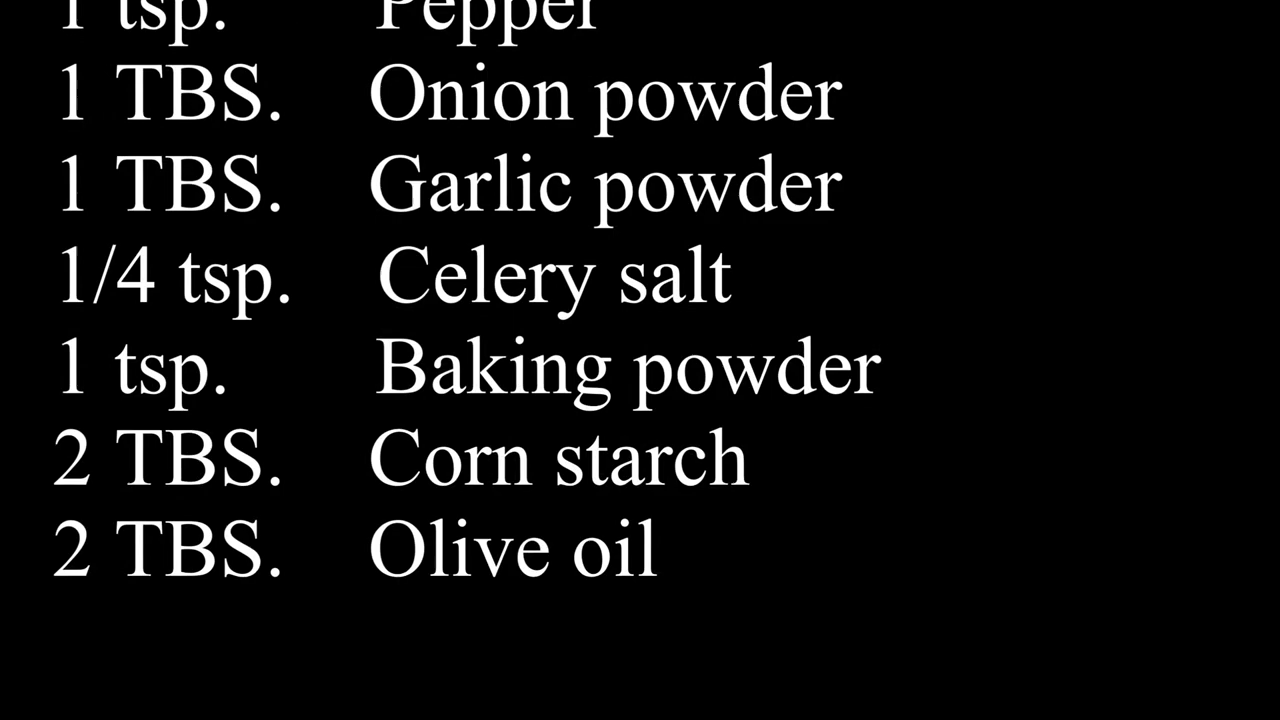 1 tsp. Pepper
1 TBS. Onion powder
1 TBS. Garlic powder
1/4 tsp. Celery salt
1 tsp. Baking powder
2 TBS. Corn starch
2 TBS. Olive oil